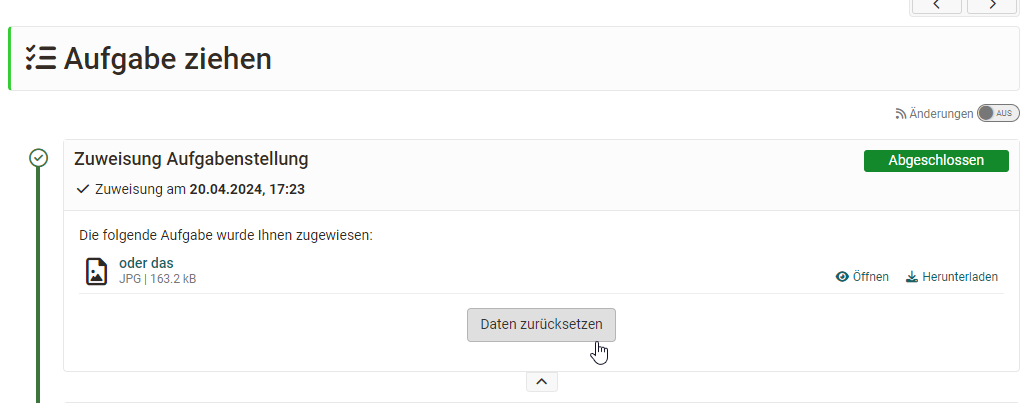 Aufgabe ziehen
Änderungen AUS
Zuweisung Aufgabenstellung
Abgeschlossen
Zuweisung am 20.04.2024, 17:23
Die folgende Aufgabe wurde Ihnen zugewiesen:
oder das
JPG | 163.2 kB
Öffnen Herunterladen
Daten zurücksetzen